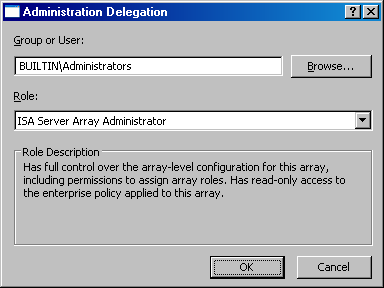 Administration Delegation
Group or User:
BUILTIN\Administrators
Browse...
Role:
ISA Server Array Administrator
Role Description
Has full control over the array-level configuration for this array,
including permissions to assign array roles. Has read-only access to
the enterprise policy applied to this array.
OK
Cancel